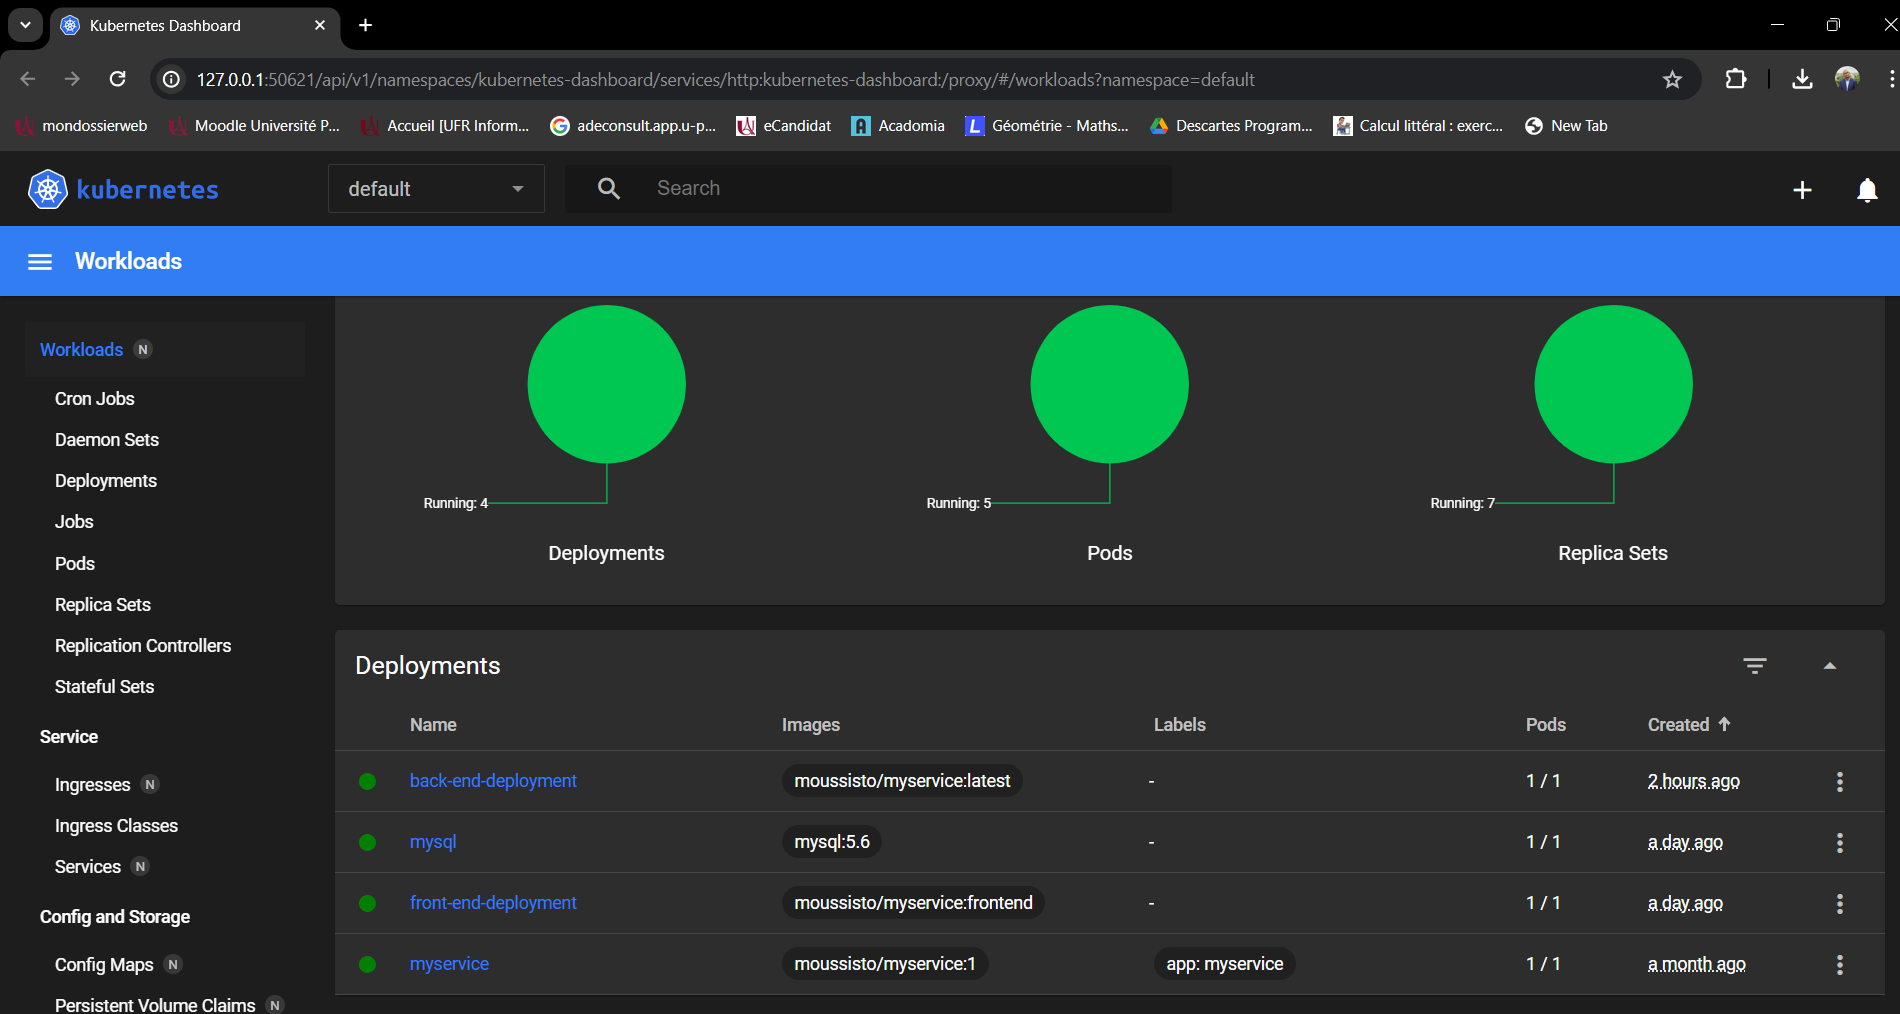 Kubernetes Dashboard
127.0.0.1:50621/api/v1/namespaces/kubernetes-dashboard/services/http:kubernetes-dashboard:/proxy/#/workloads?namespace=default
mondossierweb Moodle Université P... Accueil [UFR Inform... adeconsult.app.u-p... eCandidat Acadomia Géométrie - Maths... Descartes Program... Calcul littéral : exerc... New Tab
kubernetes default Search
Workloads
Workloads N
Cron Jobs
Daemon Sets
Deployments
Jobs
Pods
Replica Sets
Replication Controllers
Stateful Sets
Service
Ingresses N
Ingress Classes
Services N
Config and Storage
Config Maps N
Persistent Volume Claims N
Running: 4 Running: 5 Running: 7
Deployments Pods Replica Sets
Deployments
Name Images Labels Pods Created
back-end-deployment moussisto/myservice:latest - 1 / 1 2 hours ago
mysql mysql:5.6 - 1 / 1 a day ago
front-end-deployment moussisto/myservice:frontend - 1 / 1 a day ago
myservice moussisto/myservice:1 app: myservice 1 / 1 a month ago